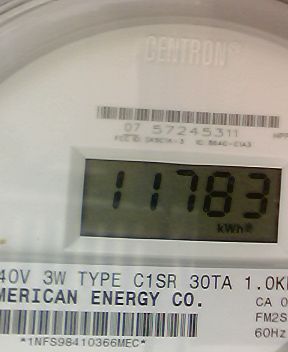 CENTRON®
07 57245311
11783
kWh
40V 3W TYPE C1SR 30TA 1.0K
MERICAN ENERGY CO.
CA 0
FM2S
60Hz
*1NFS98410366MEC*